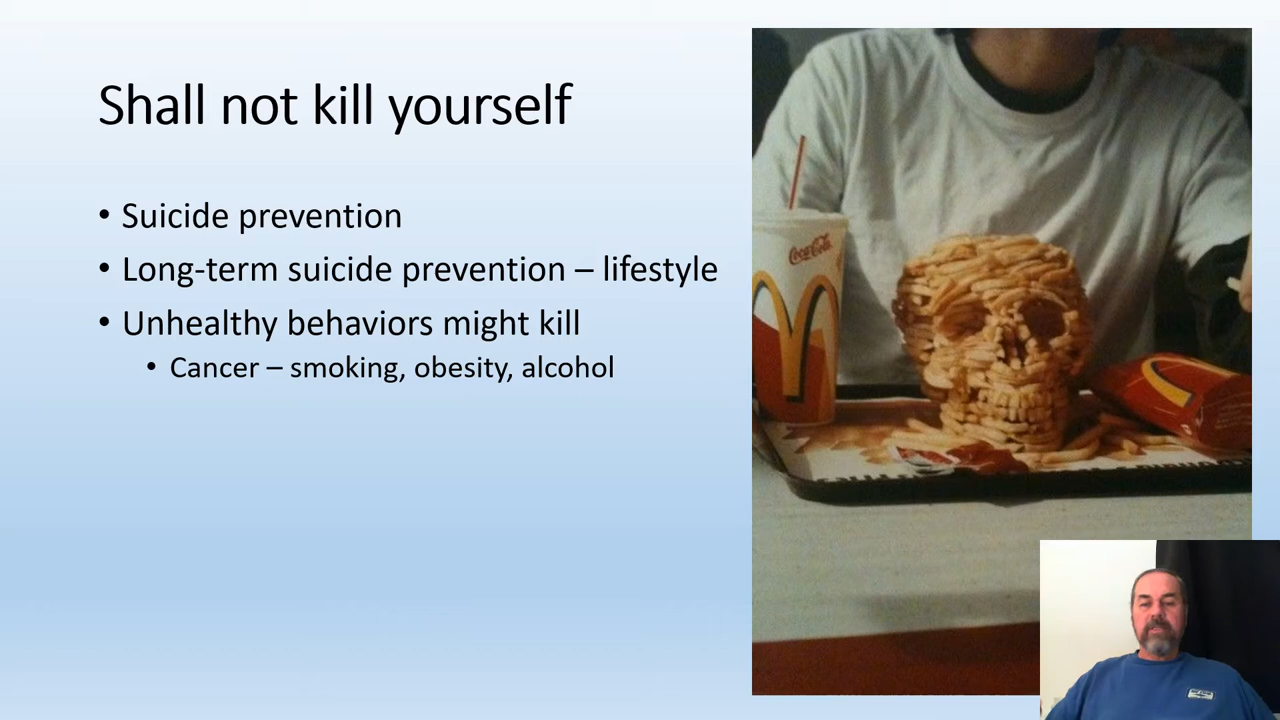 Shall not kill yourself
• Suicide prevention
• Long-term suicide prevention – lifestyle
• Unhealthy behaviors might kill
• Cancer – smoking, obesity, alcohol
Coca-Cola